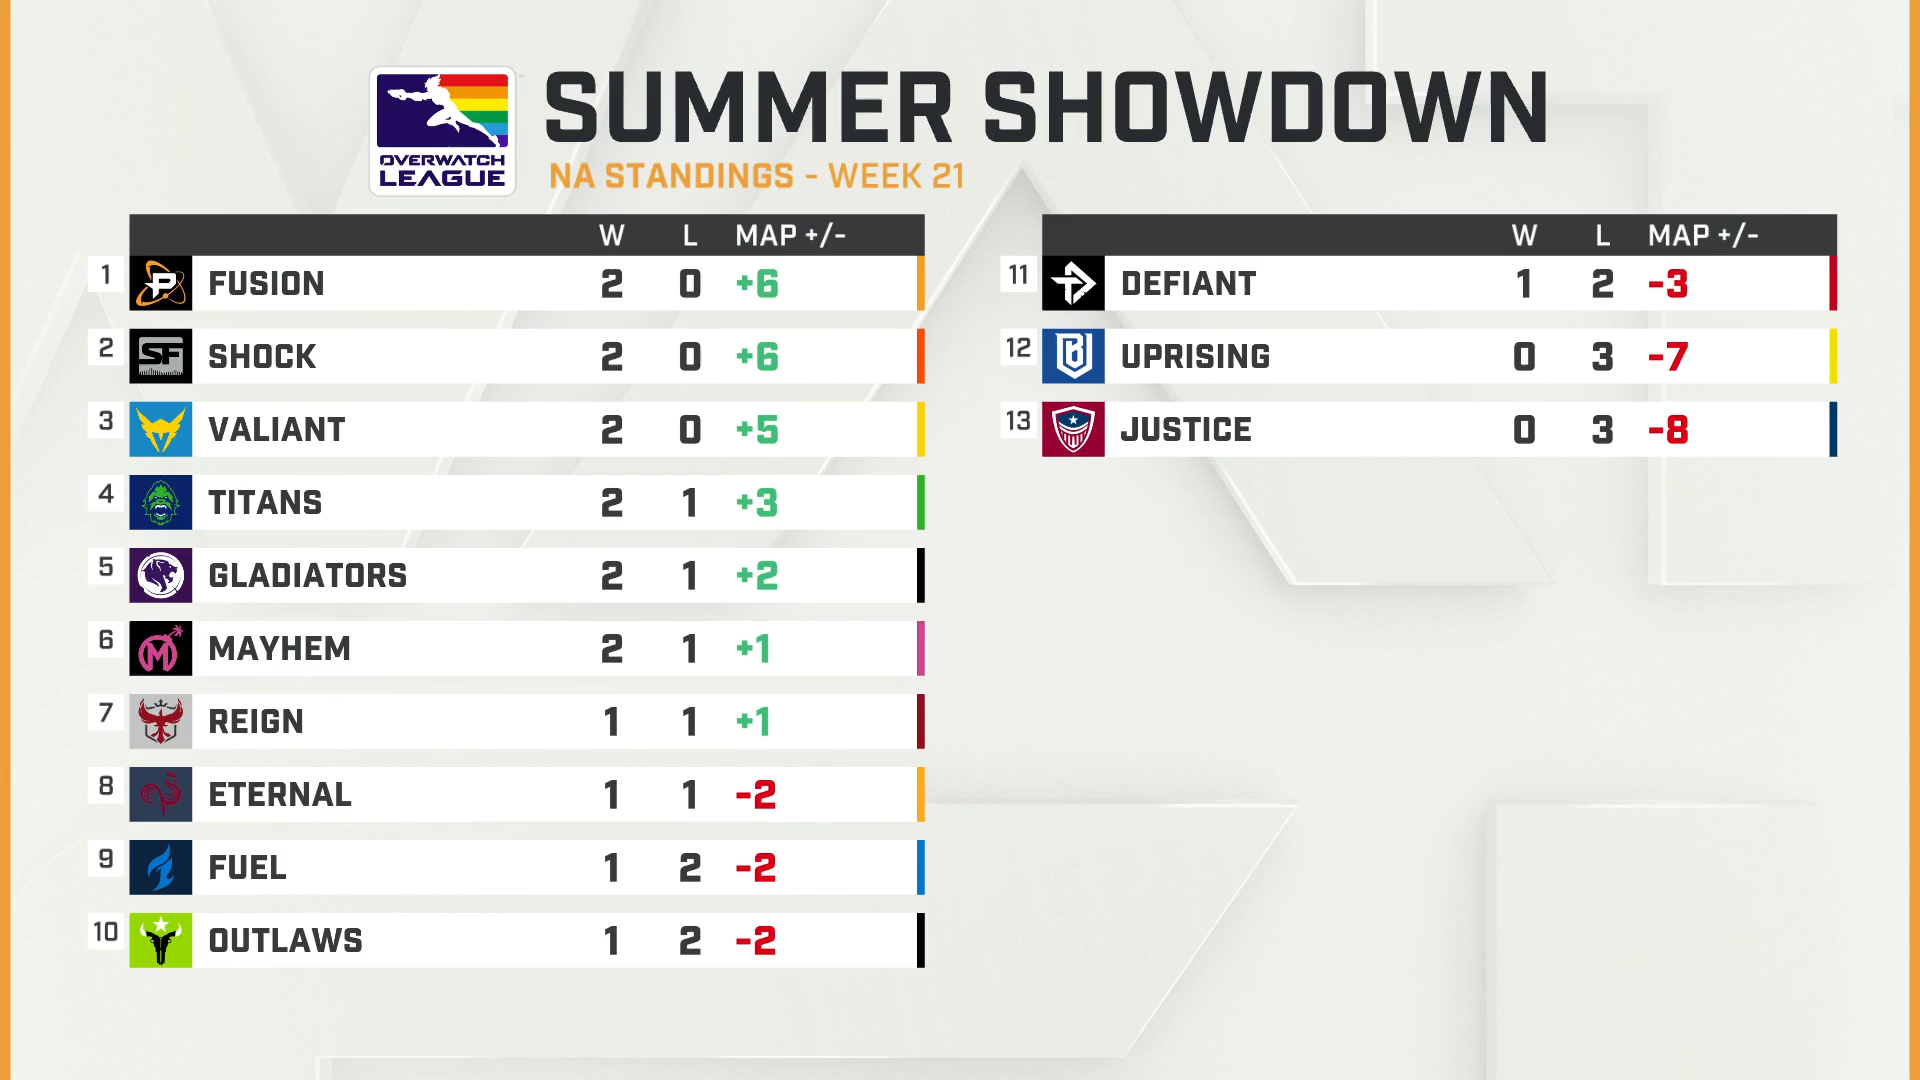 SUMMER SHOWDOWN
OVERWATCH
LEAGUE
NA STANDINGS - WEEK 21
W L MAP +/-
1 P FUSION 2 0 +6
2 SF SHOCK 2 0 +6
3 VALIANT 2 0 +5
4 TITANS 2 1 +3
5 GLADIATORS 2 1 +2
6 M MAYHEM 2 1 +1
7 REIGN 1 1 +1
8 ETERNAL 1 1 -2
9 FUEL 1 2 -2
10 OUTLAWS 1 2 -2
W L MAP +/-
11 DEFIANT 1 2 -3
12 B UPRISING 0 3 -7
13 JUSTICE 0 3 -8